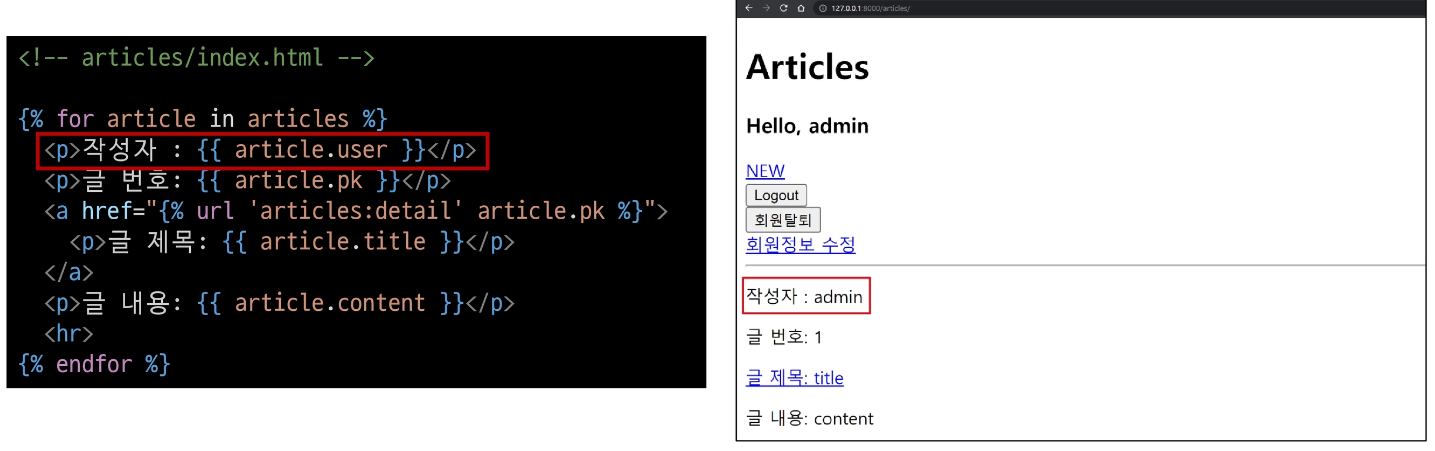 <!-- articles/index.html -->
{% for article in articles %}
<p>작성자 : {{ article.user }}</p>
<p>글 번호: {{ article.pk }}</p>
<a href="{% url 'articles:detail' article.pk %}">
<p>글 제목: {{ article.title }}</p>
</a>
<p>글 내용: {{ article.content }}</p>
<hr>
{% endfor %}
127.0.0.1:8000/articles/
Articles
Hello, admin
NEW
Logout
회원탈퇴
회원정보 수정
작성자 : admin
글 번호: 1
글 제목: title
글 내용: content